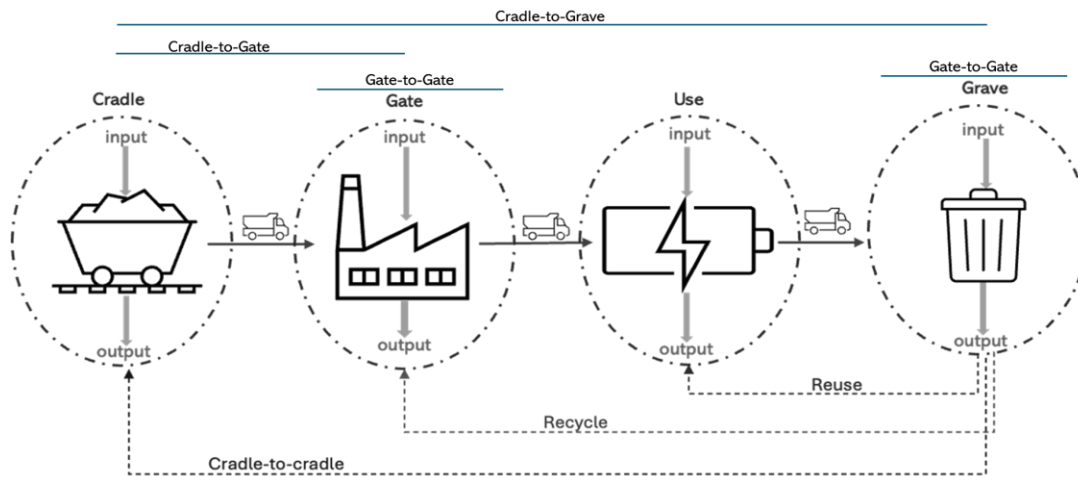 Cradle-to-Grave
Cradle-to-Gate
Gate-to-Gate
Gate-to-Gate
Cradle
Gate
Use
Grave
input
input
input
input
output
output
output
output
Reuse
Recycle
Cradle-to-cradle